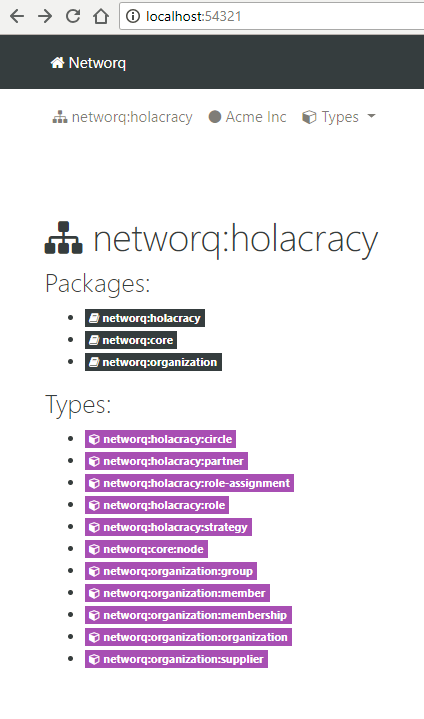 localhost:54321
Networq
networq:holacracy Acme Inc Types
networq:holacracy
Packages:
networq:holacracy
networq:core
networq:organization
Types:
networq:holacracy:circle
networq:holacracy:partner
networq:holacracy:role-assignment
networq:holacracy:role
networq:holacracy:strategy
networq:core:node
networq:organization:group
networq:organization:member
networq:organization:membership
networq:organization:organization
networq:organization:supplier